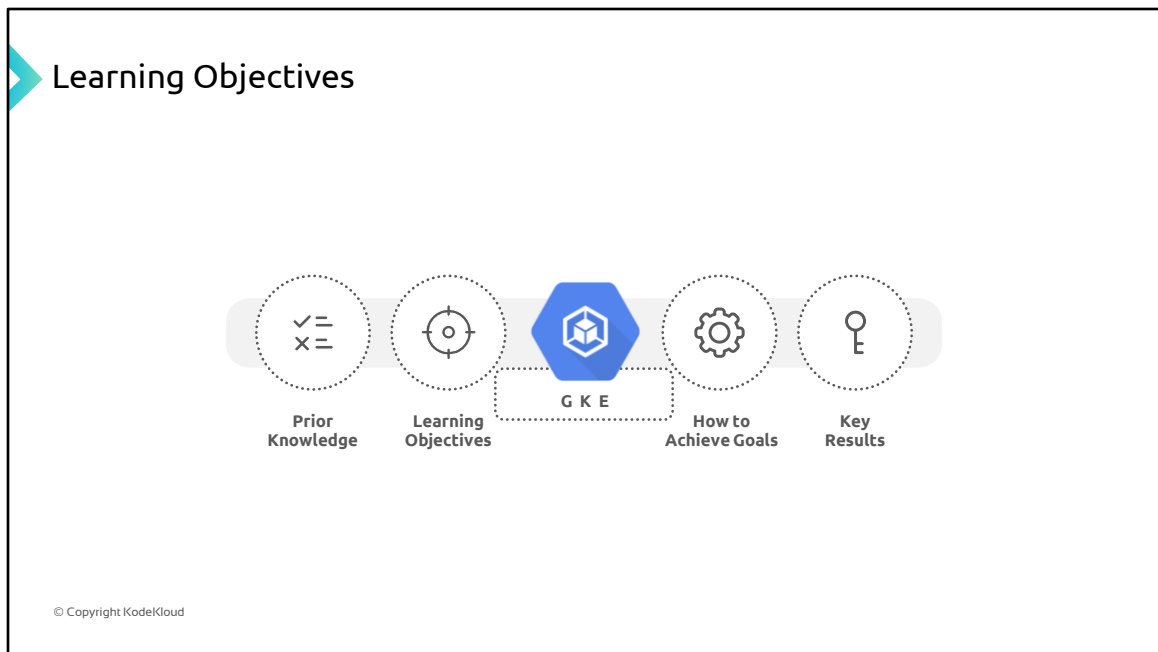 Learning Objectives
Prior
Knowledge
Learning
Objectives
G K E
How to
Achieve Goals
Key
Results
© Copyright KodeKloud